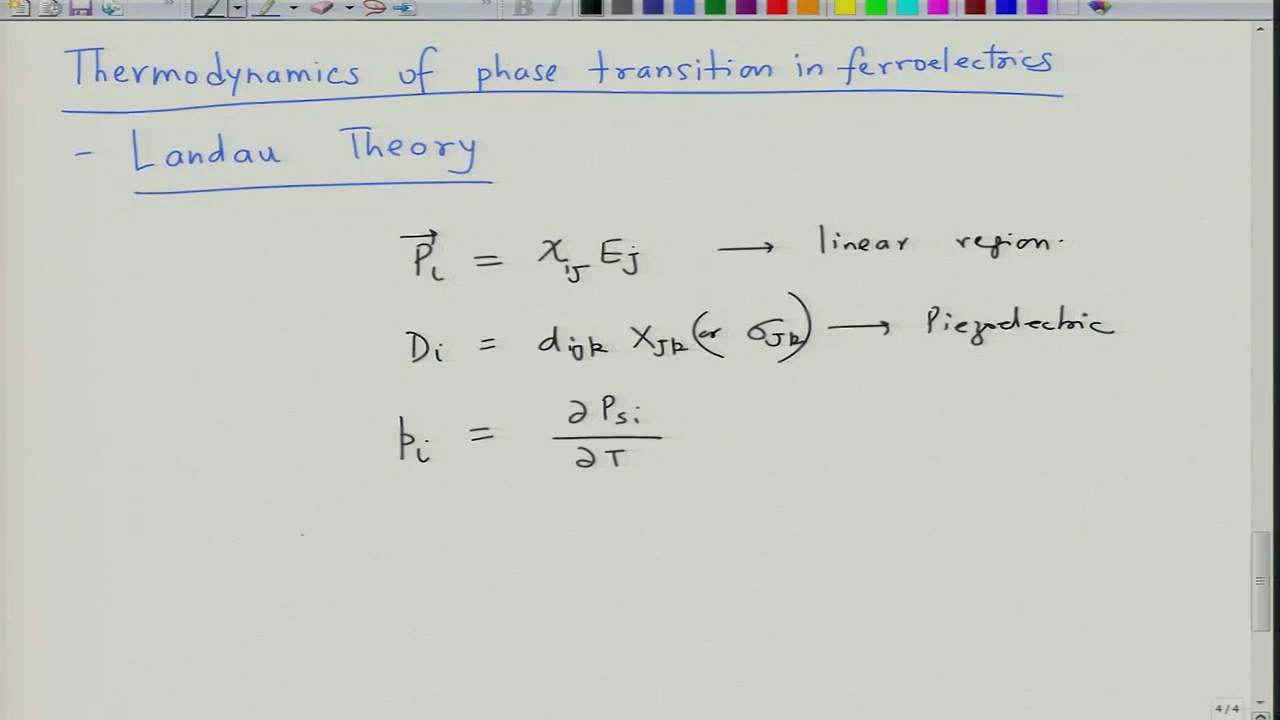 Thermodynamics of phase transition in ferroelectrics
- Landau Theory
P⃗i = χij Ej → linear region.
Di = dijk Xjk (or σjk) → Piezoelectric
pi = ∂Psi / ∂T
4/4